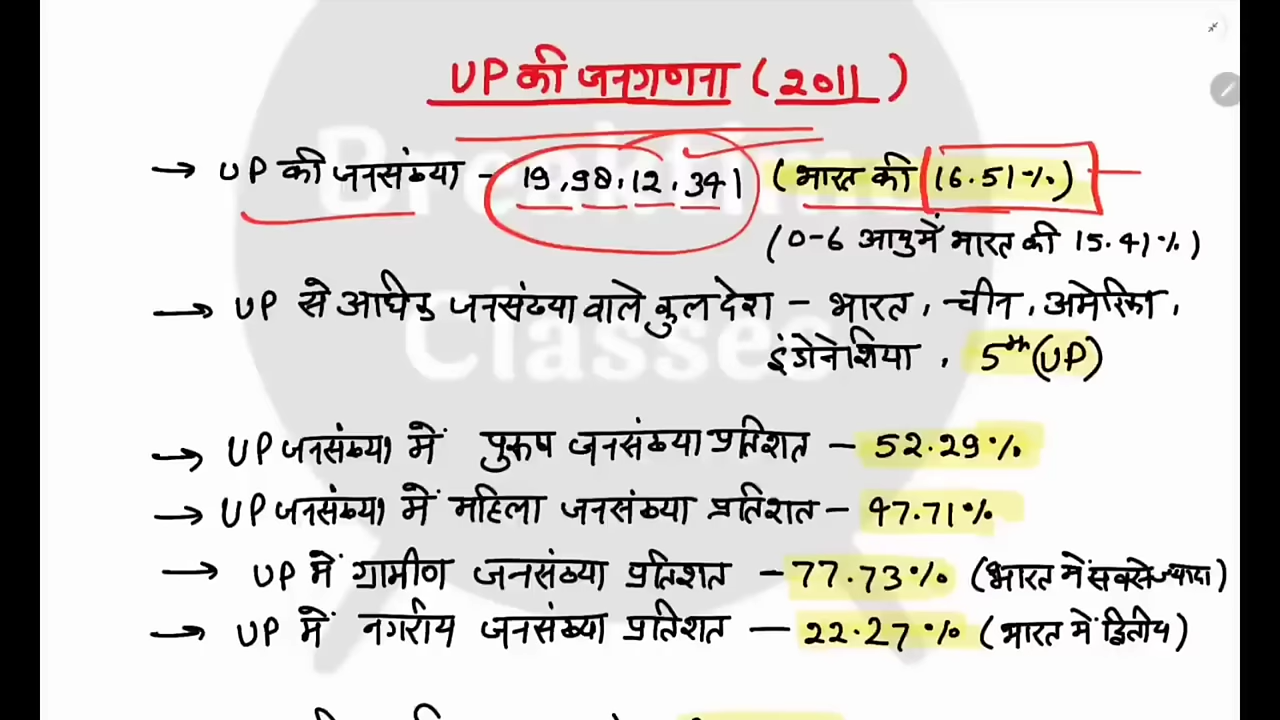 UP की जनगणना (2011)
→ UP की जनसंख्या - 19,98,12,341 (भारत की 16.51%)
(0-6 आयु में भारत की 15.41%)
→ UP से अधिक जनसंख्या वाले कुल देश - भारत, चीन, अमेरिका,
इंडोनेशिया, 5th (UP)
→ UP जनसंख्या में पुरुष जनसंख्या प्रतिशत - 52.29%
→ UP जनसंख्या में महिला जनसंख्या प्रतिशत - 47.71%
→ UP में ग्रामीण जनसंख्या प्रतिशत - 77.73% (भारत में सबसे ज्यादा)
→ UP में नगरीय जनसंख्या प्रतिशत - 22.27% (भारत में द्वितीय)
Classes